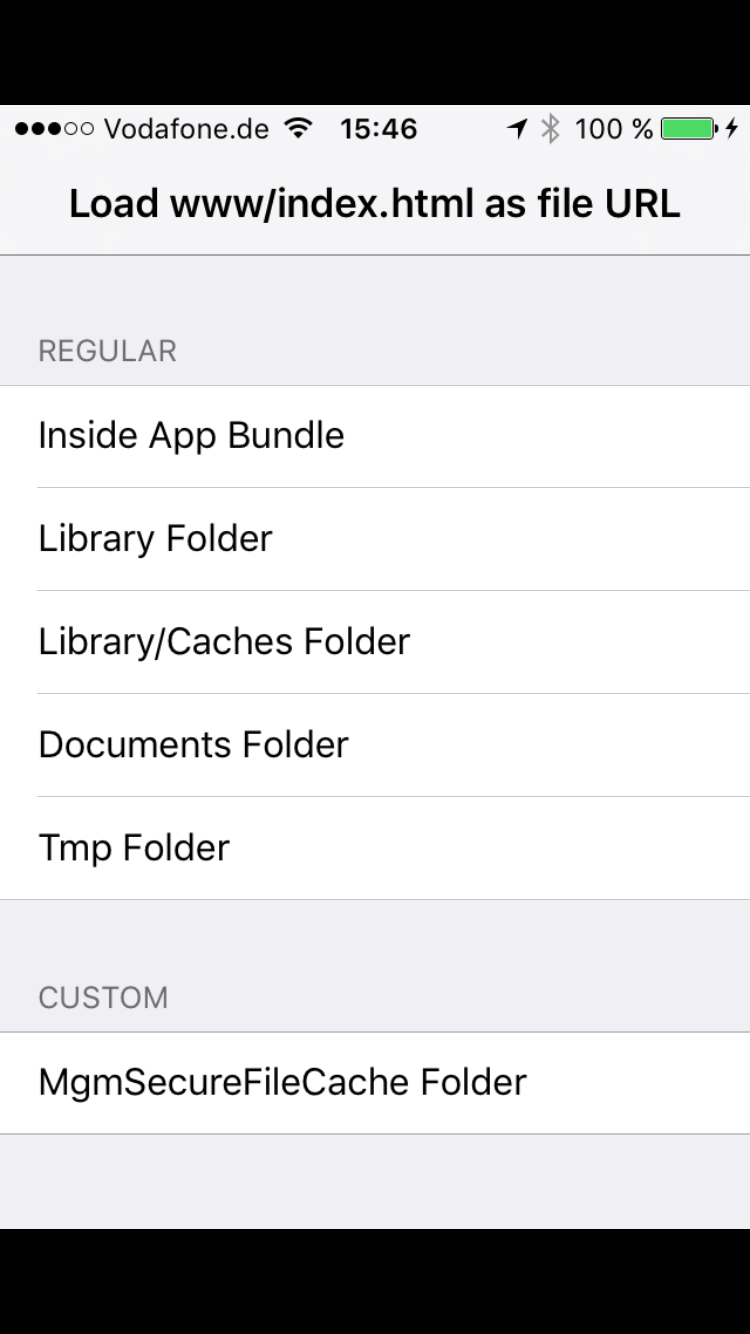 Vodafone.de 15:46 100 %
Load www/index.html as file URL
REGULAR
Inside App Bundle
Library Folder
Library/Caches Folder
Documents Folder
Tmp Folder
CUSTOM
MgmSecureFileCache Folder